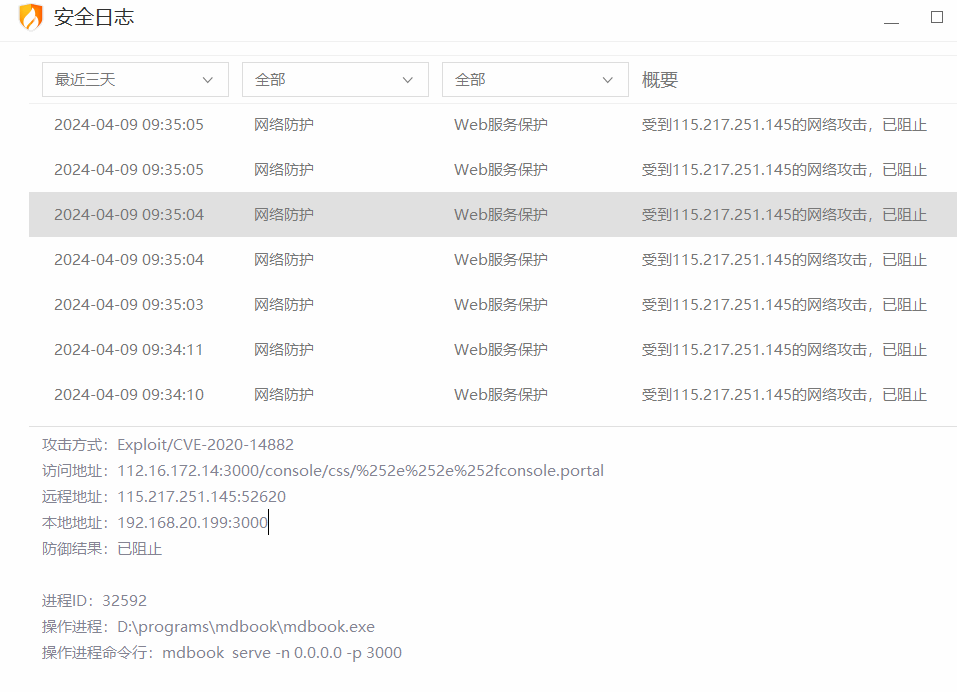 安全日志
最近三天 全部 全部 概要
2024-04-09 09:35:05 网络防护 Web服务保护 受到115.217.251.145的网络攻击，已阻止
2024-04-09 09:35:05 网络防护 Web服务保护 受到115.217.251.145的网络攻击，已阻止
2024-04-09 09:35:04 网络防护 Web服务保护 受到115.217.251.145的网络攻击，已阻止
2024-04-09 09:35:04 网络防护 Web服务保护 受到115.217.251.145的网络攻击，已阻止
2024-04-09 09:35:03 网络防护 Web服务保护 受到115.217.251.145的网络攻击，已阻止
2024-04-09 09:34:11 网络防护 Web服务保护 受到115.217.251.145的网络攻击，已阻止
2024-04-09 09:34:10 网络防护 Web服务保护 受到115.217.251.145的网络攻击，已阻止
攻击方式：Exploit/CVE-2020-14882
访问地址：112.16.172.14:3000/console/css/%252e%252e%252fconsole.portal
远程地址：115.217.251.145:52620
本地地址：192.168.20.199:3000
防御结果：已阻止
进程ID：32592
操作进程：D:\programs\mdbook\mdbook.exe
操作进程命令行：mdbook  serve -n 0.0.0.0 -p 3000